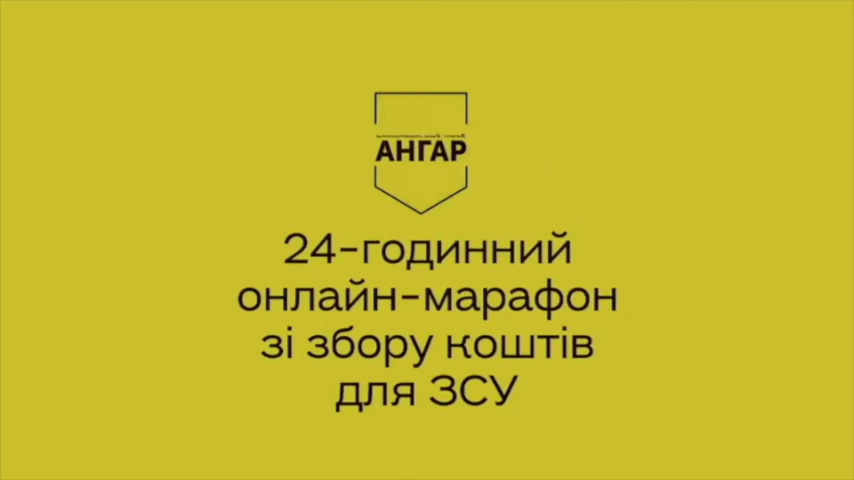 АНГАР
24-годинний
онлайн-марафон
зі збору коштів
для ЗСУ